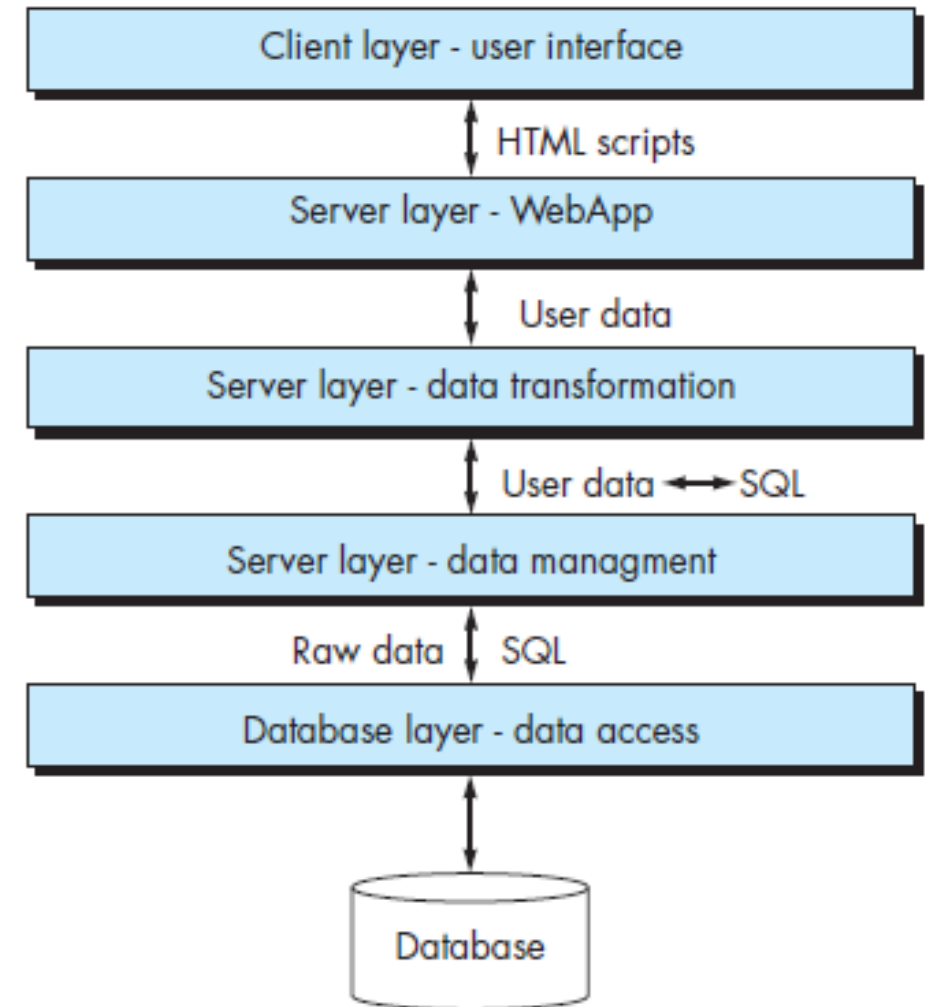 Client layer - user interface
HTML scripts
Server layer - WebApp
User data
Server layer - data transformation
User data SQL
Server layer - data managment
Raw data SQL
Database layer - data access
Database